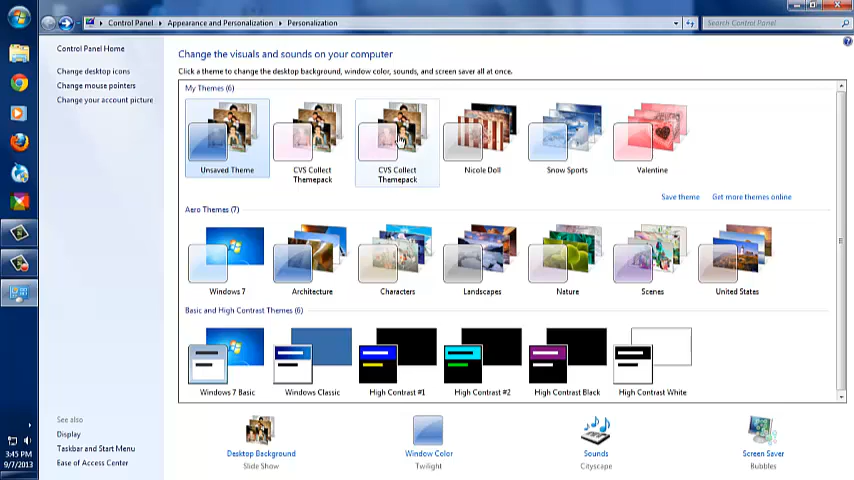 Control Panel Appearance and Personalization Personalization
Search Control Panel
Control Panel Home
Change desktop icons
Change mouse pointers
Change your account picture
Change the visuals and sounds on your computer
Click a theme to change the desktop background, window color, sounds, and screen saver all at once.
My Themes (6)
Unsaved Theme
CVS Collect Themepack
CVS Collect Themepack
Nicole Doll
Snow Sports
Valentine
Save theme
Get more themes online
Aero Themes (7)
Windows 7
Architecture
Characters
Landscapes
Nature
Scenes
United States
Basic and High Contrast Themes (6)
Windows 7 Basic
Windows Classic
High Contrast #1
High Contrast #2
High Contrast Black
High Contrast White
See also
Display
Taskbar and Start Menu
Ease of Access Center
Desktop Background
Slide Show
Window Color
Twilight
Sounds
Cityscape
Screen Saver
Bubbles
3:45 PM
9/7/2013